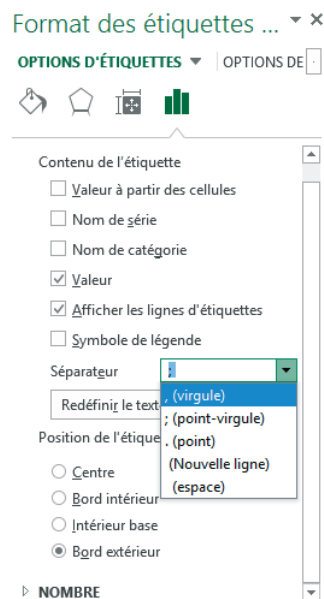 Format des étiquettes ...
OPTIONS D'ÉTIQUETTES OPTIONS DE
Contenu de l'étiquette
Valeur à partir des cellules
Nom de série
Nom de catégorie
Valeur
Afficher les lignes d'étiquettes
Symbole de légende
Séparateur ;
, (virgule)
Redéfinir le text
; (point-virgule)
. (point)
Position de l'étique
(Nouvelle ligne)
Centre
(espace)
Bord intérieur
Intérieur base
Bord extérieur
NOMBRE